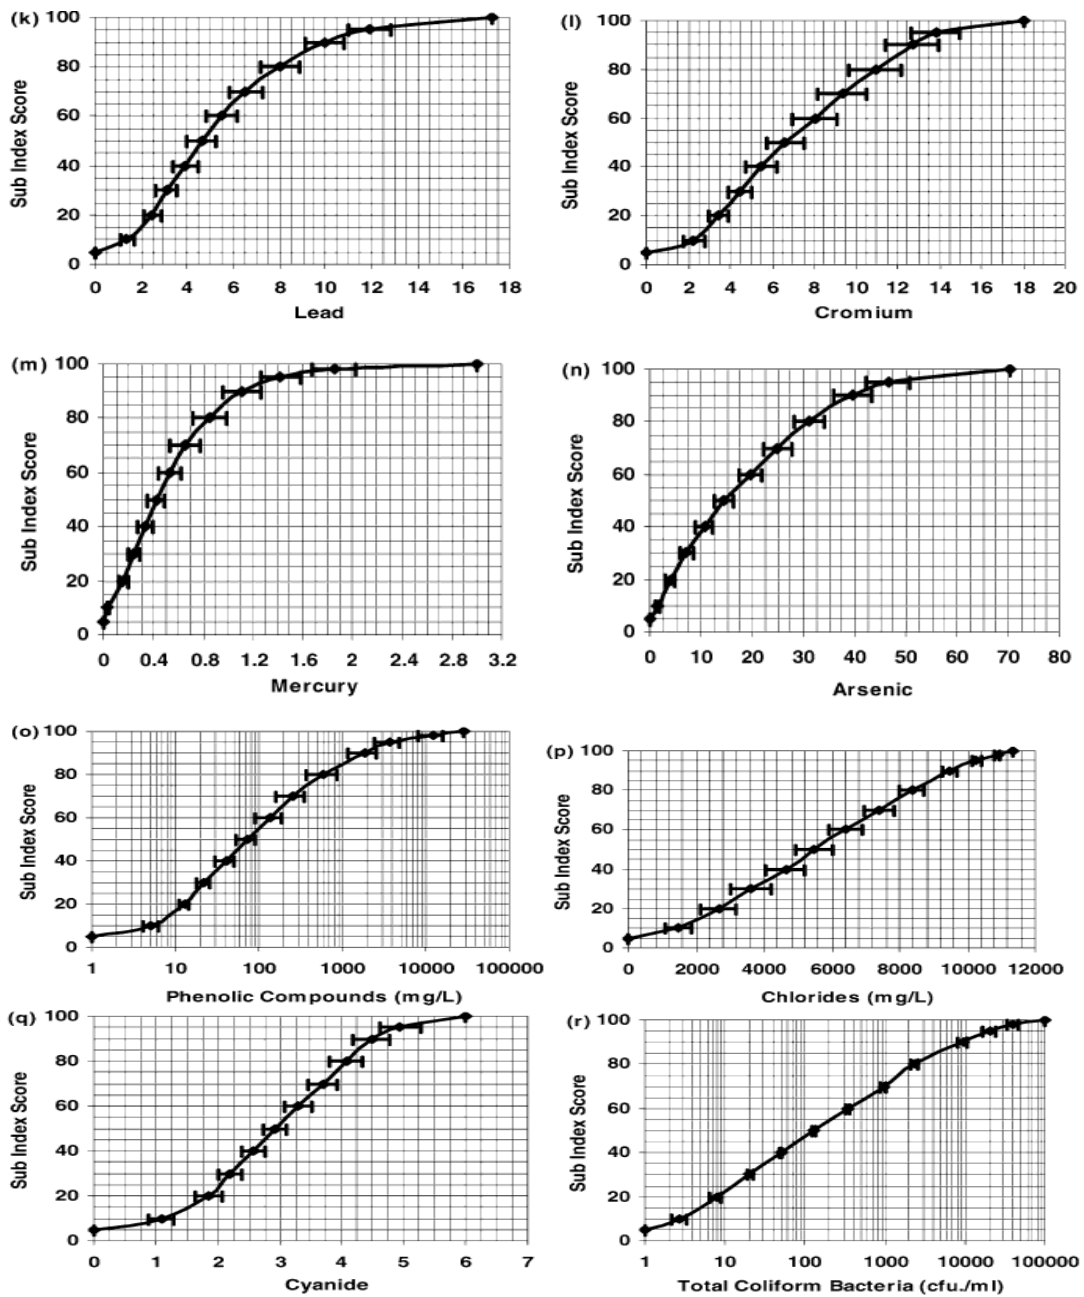 (k)
100
80
60
40
20
0
Sub Index Score
0 2 4 6 8 10 12 14 16 18
Lead
(l)
100
80
60
40
20
0
Sub Index Score
0 2 4 6 8 10 12 14 16 18 20
Cromium
(m)
100
80
60
40
20
0
Sub Index Score
0 0.4 0.8 1.2 1.6 2 2.4 2.8 3.2
Mercury
(n)
100
80
60
40
20
0
Sub Index Score
0 10 20 30 40 50 60 70 80
Arsenic
(o)
100
80
60
40
20
0
Sub Index Score
1 10 100 1000 10000 100000
Phenolic Compounds (mg/L)
(p)
100
80
60
40
20
0
Sub Index Score
0 2000 4000 6000 8000 10000 12000
Chlorides (mg/L)
(q)
100
80
60
40
20
0
Sub Index Score
0 1 2 3 4 5 6 7
Cyanide
(r)
100
80
60
40
20
0
Sub Index Score
1 10 100 1000 10000 100000
Total Coliform Bacteria (cfu./ml)